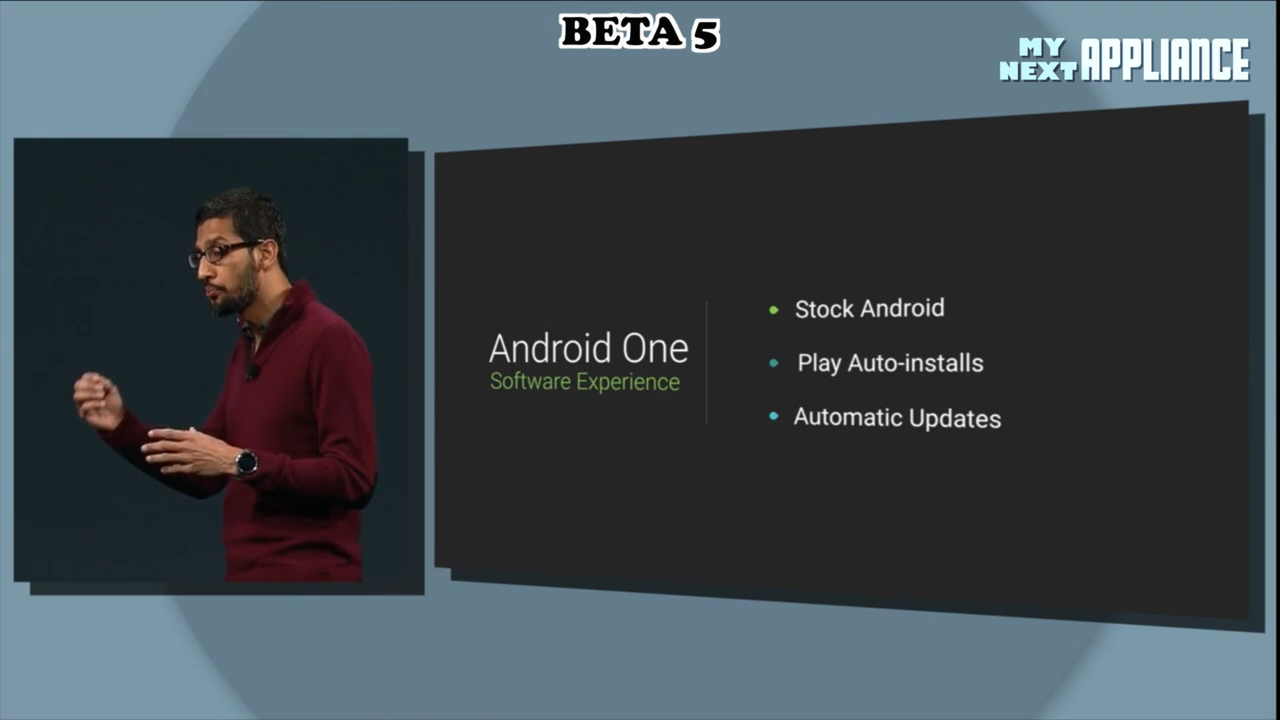 BETA 5
MY
NEXT APPLIANCE
Android One
Software Experience
Stock Android
Play Auto-installs
Automatic Updates